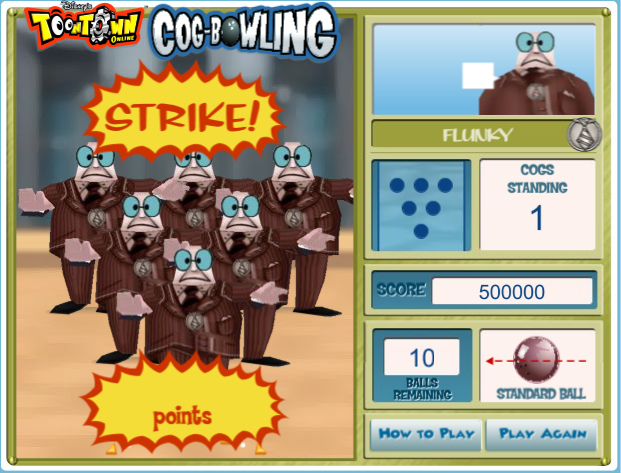 Disney's
TOONTOWN
ONLINE
COG-BOWLING
STRIKE!
points
FLUNKY
COGS
STANDING
1
SCORE 500000
10
BALLS
REMAINING
STANDARD BALL
HOW TO PLAY
PLAY AGAIN